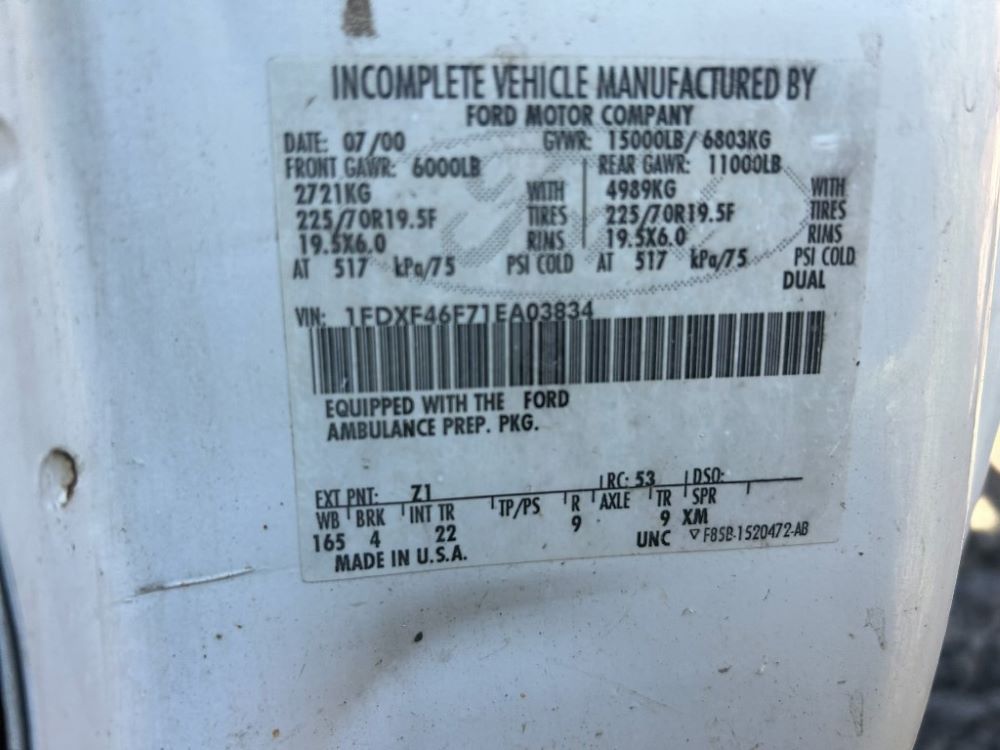 INCOMPLETE VEHICLE MANUFACTURED BY
FORD MOTOR COMPANY
DATE: 07/00 GVWR: 15000LB/6803KG
FRONT GAWR: 6000LB REAR GAWR: 11000LB
2721KG WITH 4989KG WITH
225/70R19.5F TIRES 225/70R19.5F TIRES
19.5X6.0 RIMS 19.5X6.0 RIMS
AT 517 kPa/75 PSI COLD AT 517 kPa/75 PSI COLD
DUAL
VIN: 1FDXF46F71EA03834
EQUIPPED WITH THE FORD
AMBULANCE PREP. PKG.
EXT PNT: Z1 RC: 53 DSO:
WB BRK INT TR TP/PS R AXLE TR SPR
165 4 22 9 9 XM
UNC ▽F85B-1520472-AB
MADE IN U.S.A.